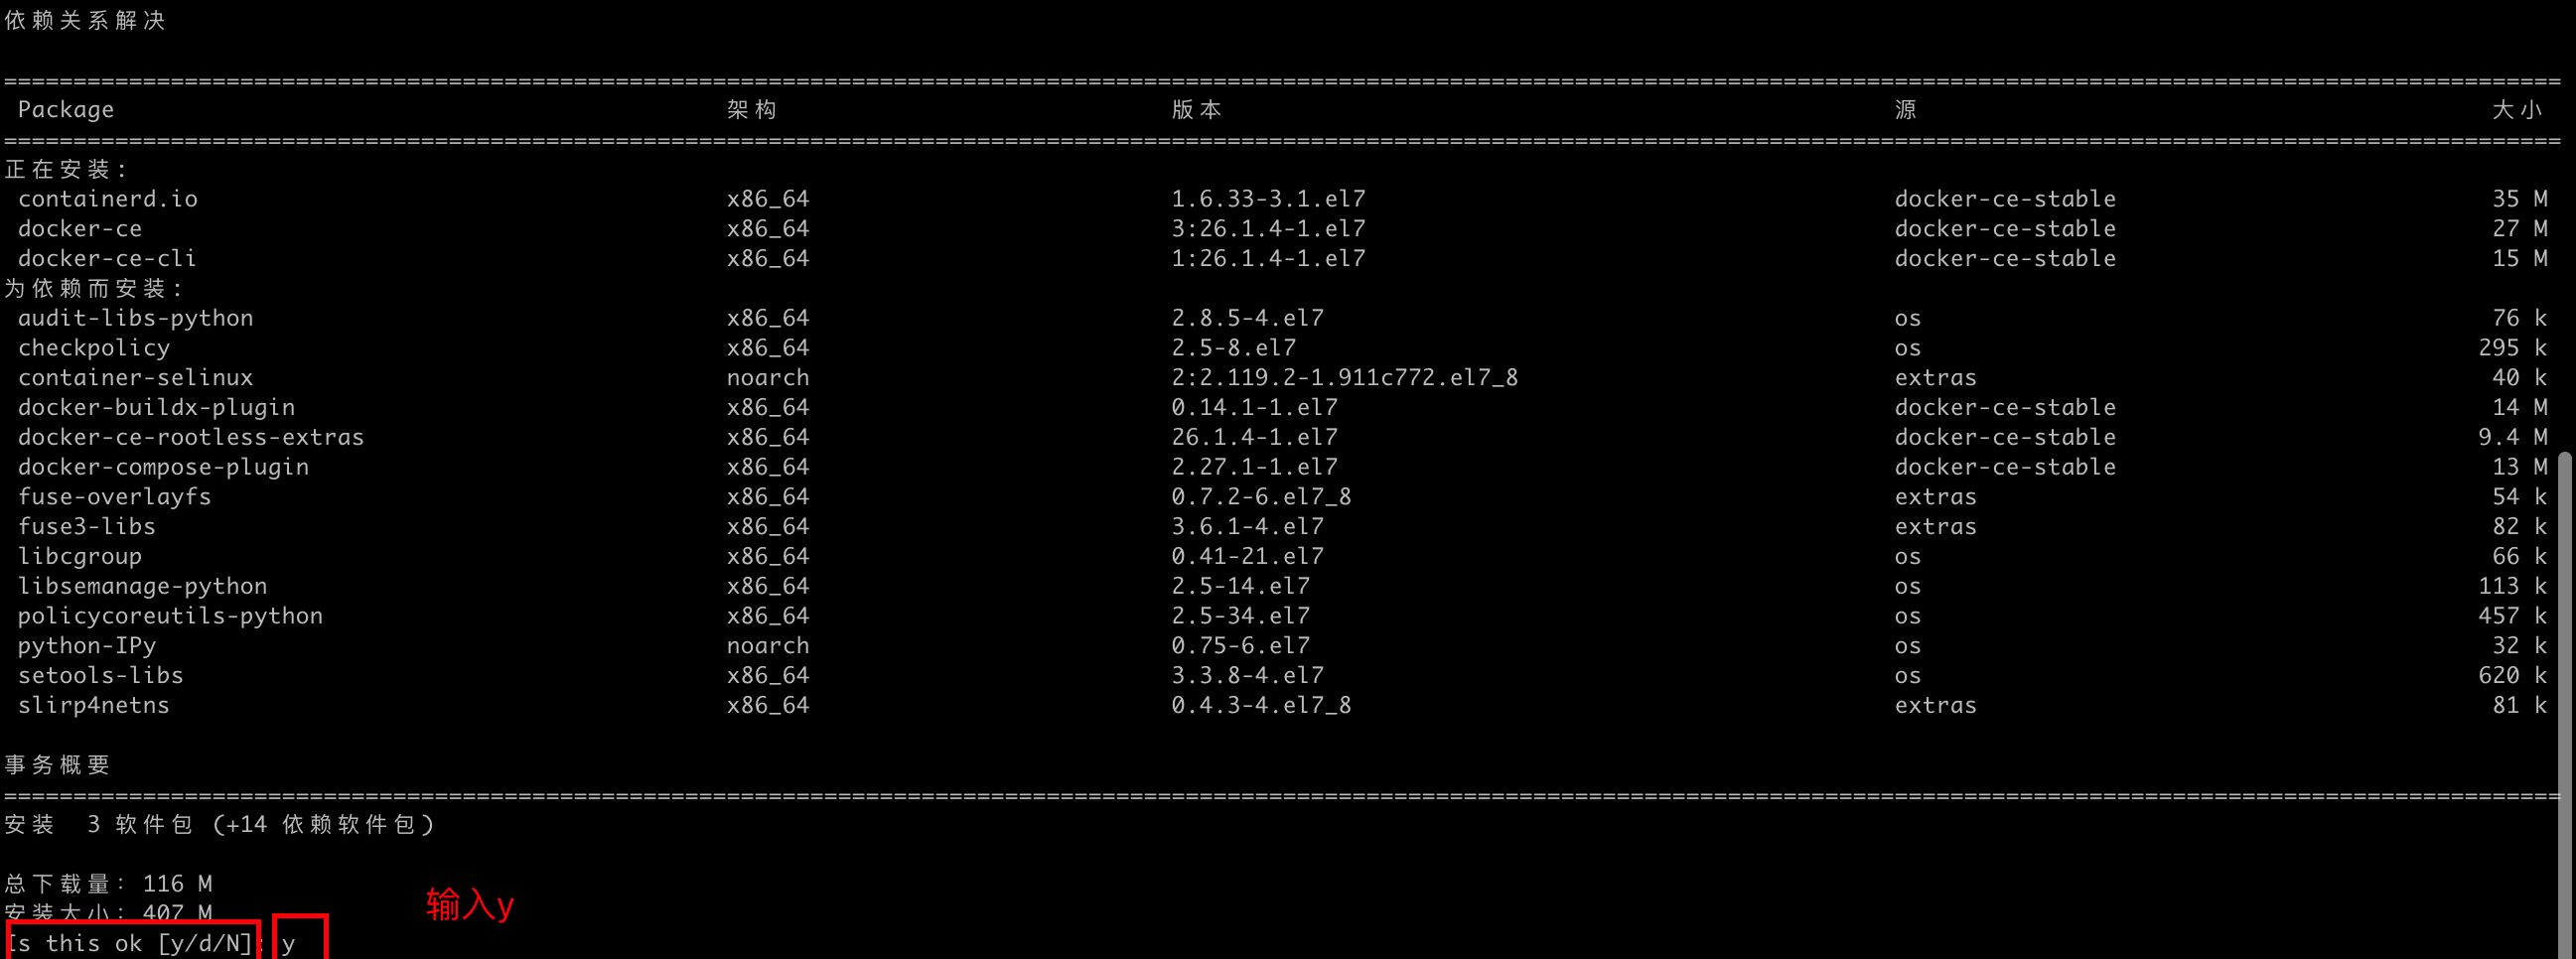 依赖关系解决
================================================================================
Package 架构 版本 源 大小
================================================================================
正在安装:
containerd.io x86_64 1.6.33-3.1.el7 docker-ce-stable 35 M
docker-ce x86_64 3:26.1.4-1.el7 docker-ce-stable 27 M
docker-ce-cli x86_64 1:26.1.4-1.el7 docker-ce-stable 15 M
为依赖而安装:
audit-libs-python x86_64 2.8.5-4.el7 os 76 k
checkpolicy x86_64 2.5-8.el7 os 295 k
container-selinux noarch 2:2.119.2-1.911c772.el7_8 extras 40 k
docker-buildx-plugin x86_64 0.14.1-1.el7 docker-ce-stable 14 M
docker-ce-rootless-extras x86_64 26.1.4-1.el7 docker-ce-stable 9.4 M
docker-compose-plugin x86_64 2.27.1-1.el7 docker-ce-stable 13 M
fuse-overlayfs x86_64 0.7.2-6.el7_8 extras 54 k
fuse3-libs x86_64 3.6.1-4.el7 extras 82 k
libcgroup x86_64 0.41-21.el7 os 66 k
libsemanage-python x86_64 2.5-14.el7 os 113 k
policycoreutils-python x86_64 2.5-34.el7 os 457 k
python-IPy noarch 0.75-6.el7 os 32 k
setools-libs x86_64 3.3.8-4.el7 os 620 k
slirp4netns x86_64 0.4.3-4.el7_8 extras 81 k
事务概要
================================================================================
安装 3 软件包 (+14 依赖软件包)
总下载量: 116 M
安装大小: 407 M
输入y
Is this ok [y/d/N]: y